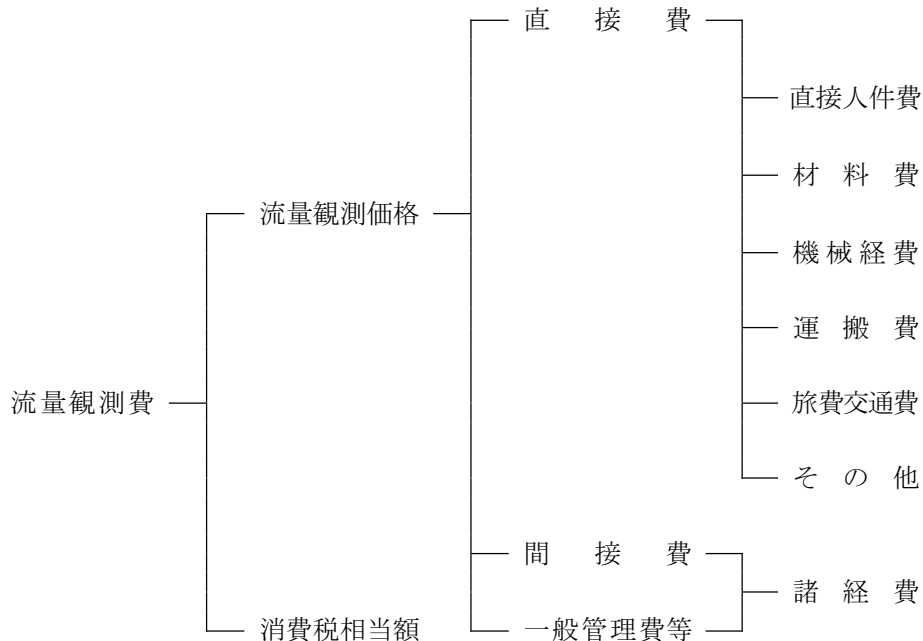 直接費
直接人件費
材料費
流量観測価格
機械経費
運搬費
流量観測費
旅費交通費
その他
間接費
諸経費
消費税相当額
一般管理費等